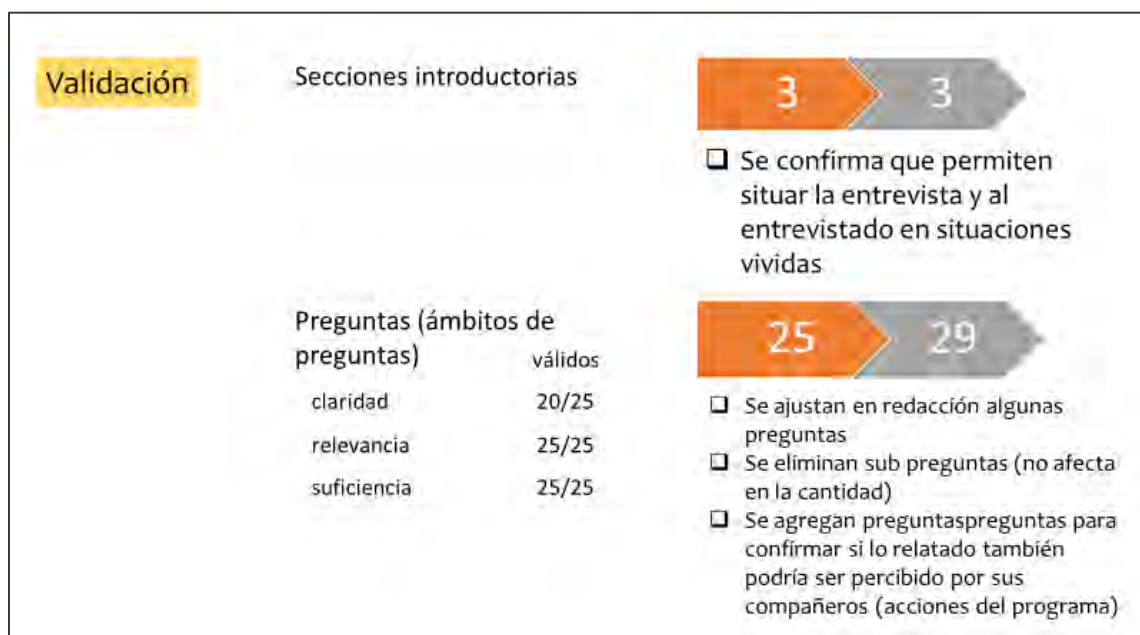 Validación
Secciones introductorias
3 3
❑ Se confirma que permiten
situar la entrevista y al
entrevistado en situaciones
vividas
Preguntas (ámbitos de
preguntas) válidos
claridad 20/25
relevancia 25/25
suficiencia 25/25
25 29
❑ Se ajustan en redacción algunas
preguntas
❑ Se eliminan sub preguntas (no afecta
en la cantidad)
❑ Se agregan preguntaspreguntas para
confirmar si lo relatado también
podría ser percibido por sus
compañeros (acciones del programa)